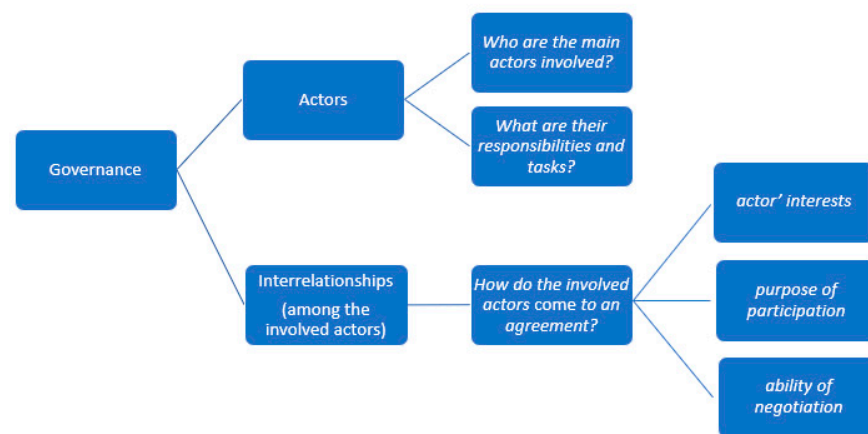 Governance
Actors
Who are the main
actors involved?
What are their
responsibilities and
tasks?
Interrelationships
(among the
involved actors)
How do the involved
actors come to an
agreement?
actor’ interests
purpose of
participation
ability of
negotiation